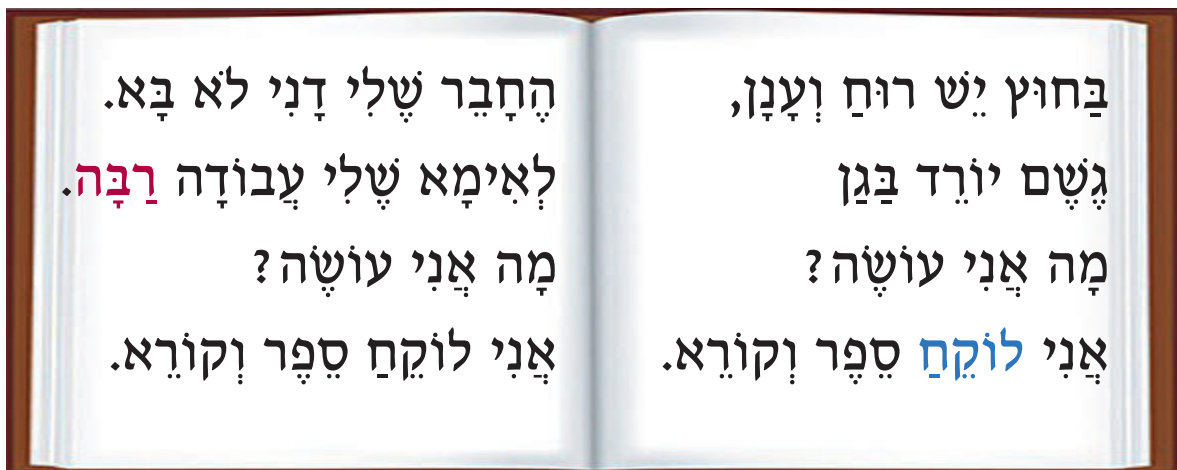 בַּחוּץ יֵשׁ רוּחַ וְעָנָן,
גֶּשֶׁם יוֹרֵד בַּגַּן
מָה אֲנִי עוֹשֶׂה?
אֲנִי לוֹקֵחַ סֵפֶר וְקוֹרֵא.
הֶחָבֵר שֶׁלִּי דָּנִי לֹא בָּא.
לְאִימָא שֶׁלִּי עֲבוֹדָה רַבָּה.
מָה אֲנִי עוֹשֶׂה?
אֲנִי לוֹקֵחַ סֵפֶר וְקוֹרֵא.